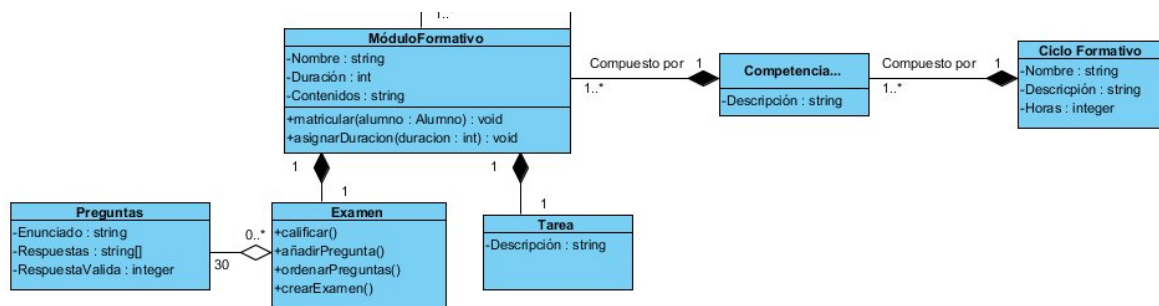 1..*
MóduloFormativo
-Nombre : string
-Duración : int
-Contenidos : string
+matricular(alumno : Alumno) : void
+asignarDuracion(duracion : int) : void
Compuesto por
1
1..*
Competencia...
-Descripción : string
Compuesto por
1
1..*
Ciclo Formativo
-Nombre : string
-Descricpión : string
-Horas : integer
1
1
1
1
Preguntas
-Enunciado : string
-Respuestas : string[]
-RespuestaValida : integer
0..*
30
Examen
+calificar()
+añadirPregunta()
+ordenarPreguntas()
+crearExamen()
Tarea
-Descripción : string